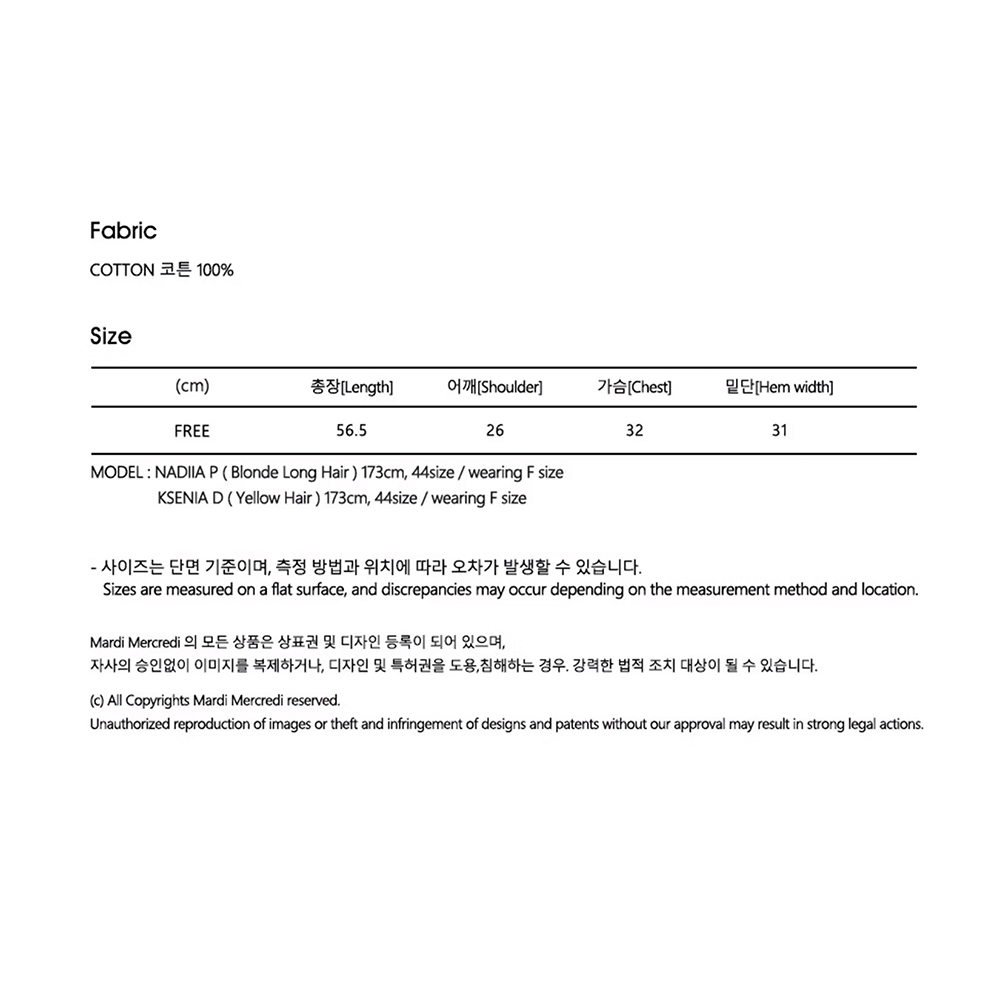 Fabric
COTTON 코튼 100%
Size
(cm) 총장[Length] 어깨[Shoulder] 가슴[Chest] 밑단[Hem width]
FREE 56.5 26 32 31
MODEL : NADIIA P ( Blonde Long Hair ) 173cm, 44size / wearing F size
KSENIA D ( Yellow Hair ) 173cm, 44size / wearing F size
- 사이즈는 단면 기준이며, 측정 방법과 위치에 따라 오차가 발생할 수 있습니다.
Sizes are measured on a flat surface, and discrepancies may occur depending on the measurement method and location.
Mardi Mercredi 의 모든 상품은 상표권 및 디자인 등록이 되어 있으며,
자사의 승인없이 이미지를 복제하거나, 디자인 및 특허권을 도용,침해하는 경우. 강력한 법적 조치 대상이 될 수 있습니다.
(c) All Copyrights Mardi Mercredi reserved.
Unauthorized reproduction of images or theft and infringement of designs and patents without our approval may result in strong legal actions.